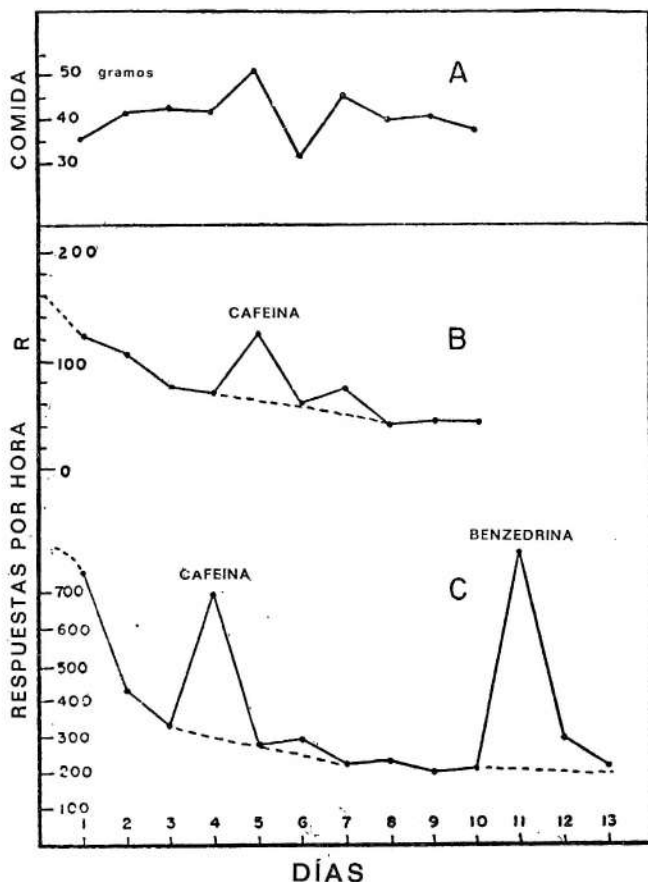 COMIDA
50 gramos
40
30
A
R
200
100
0
CAFEINA
B
RESPUESTAS POR HORA
700
600
500
400
300
200
100
CAFEINA
C
BENZEDRINA
1 2 3 4 5 6 7 8 9 10 11 12 13
DÍAS